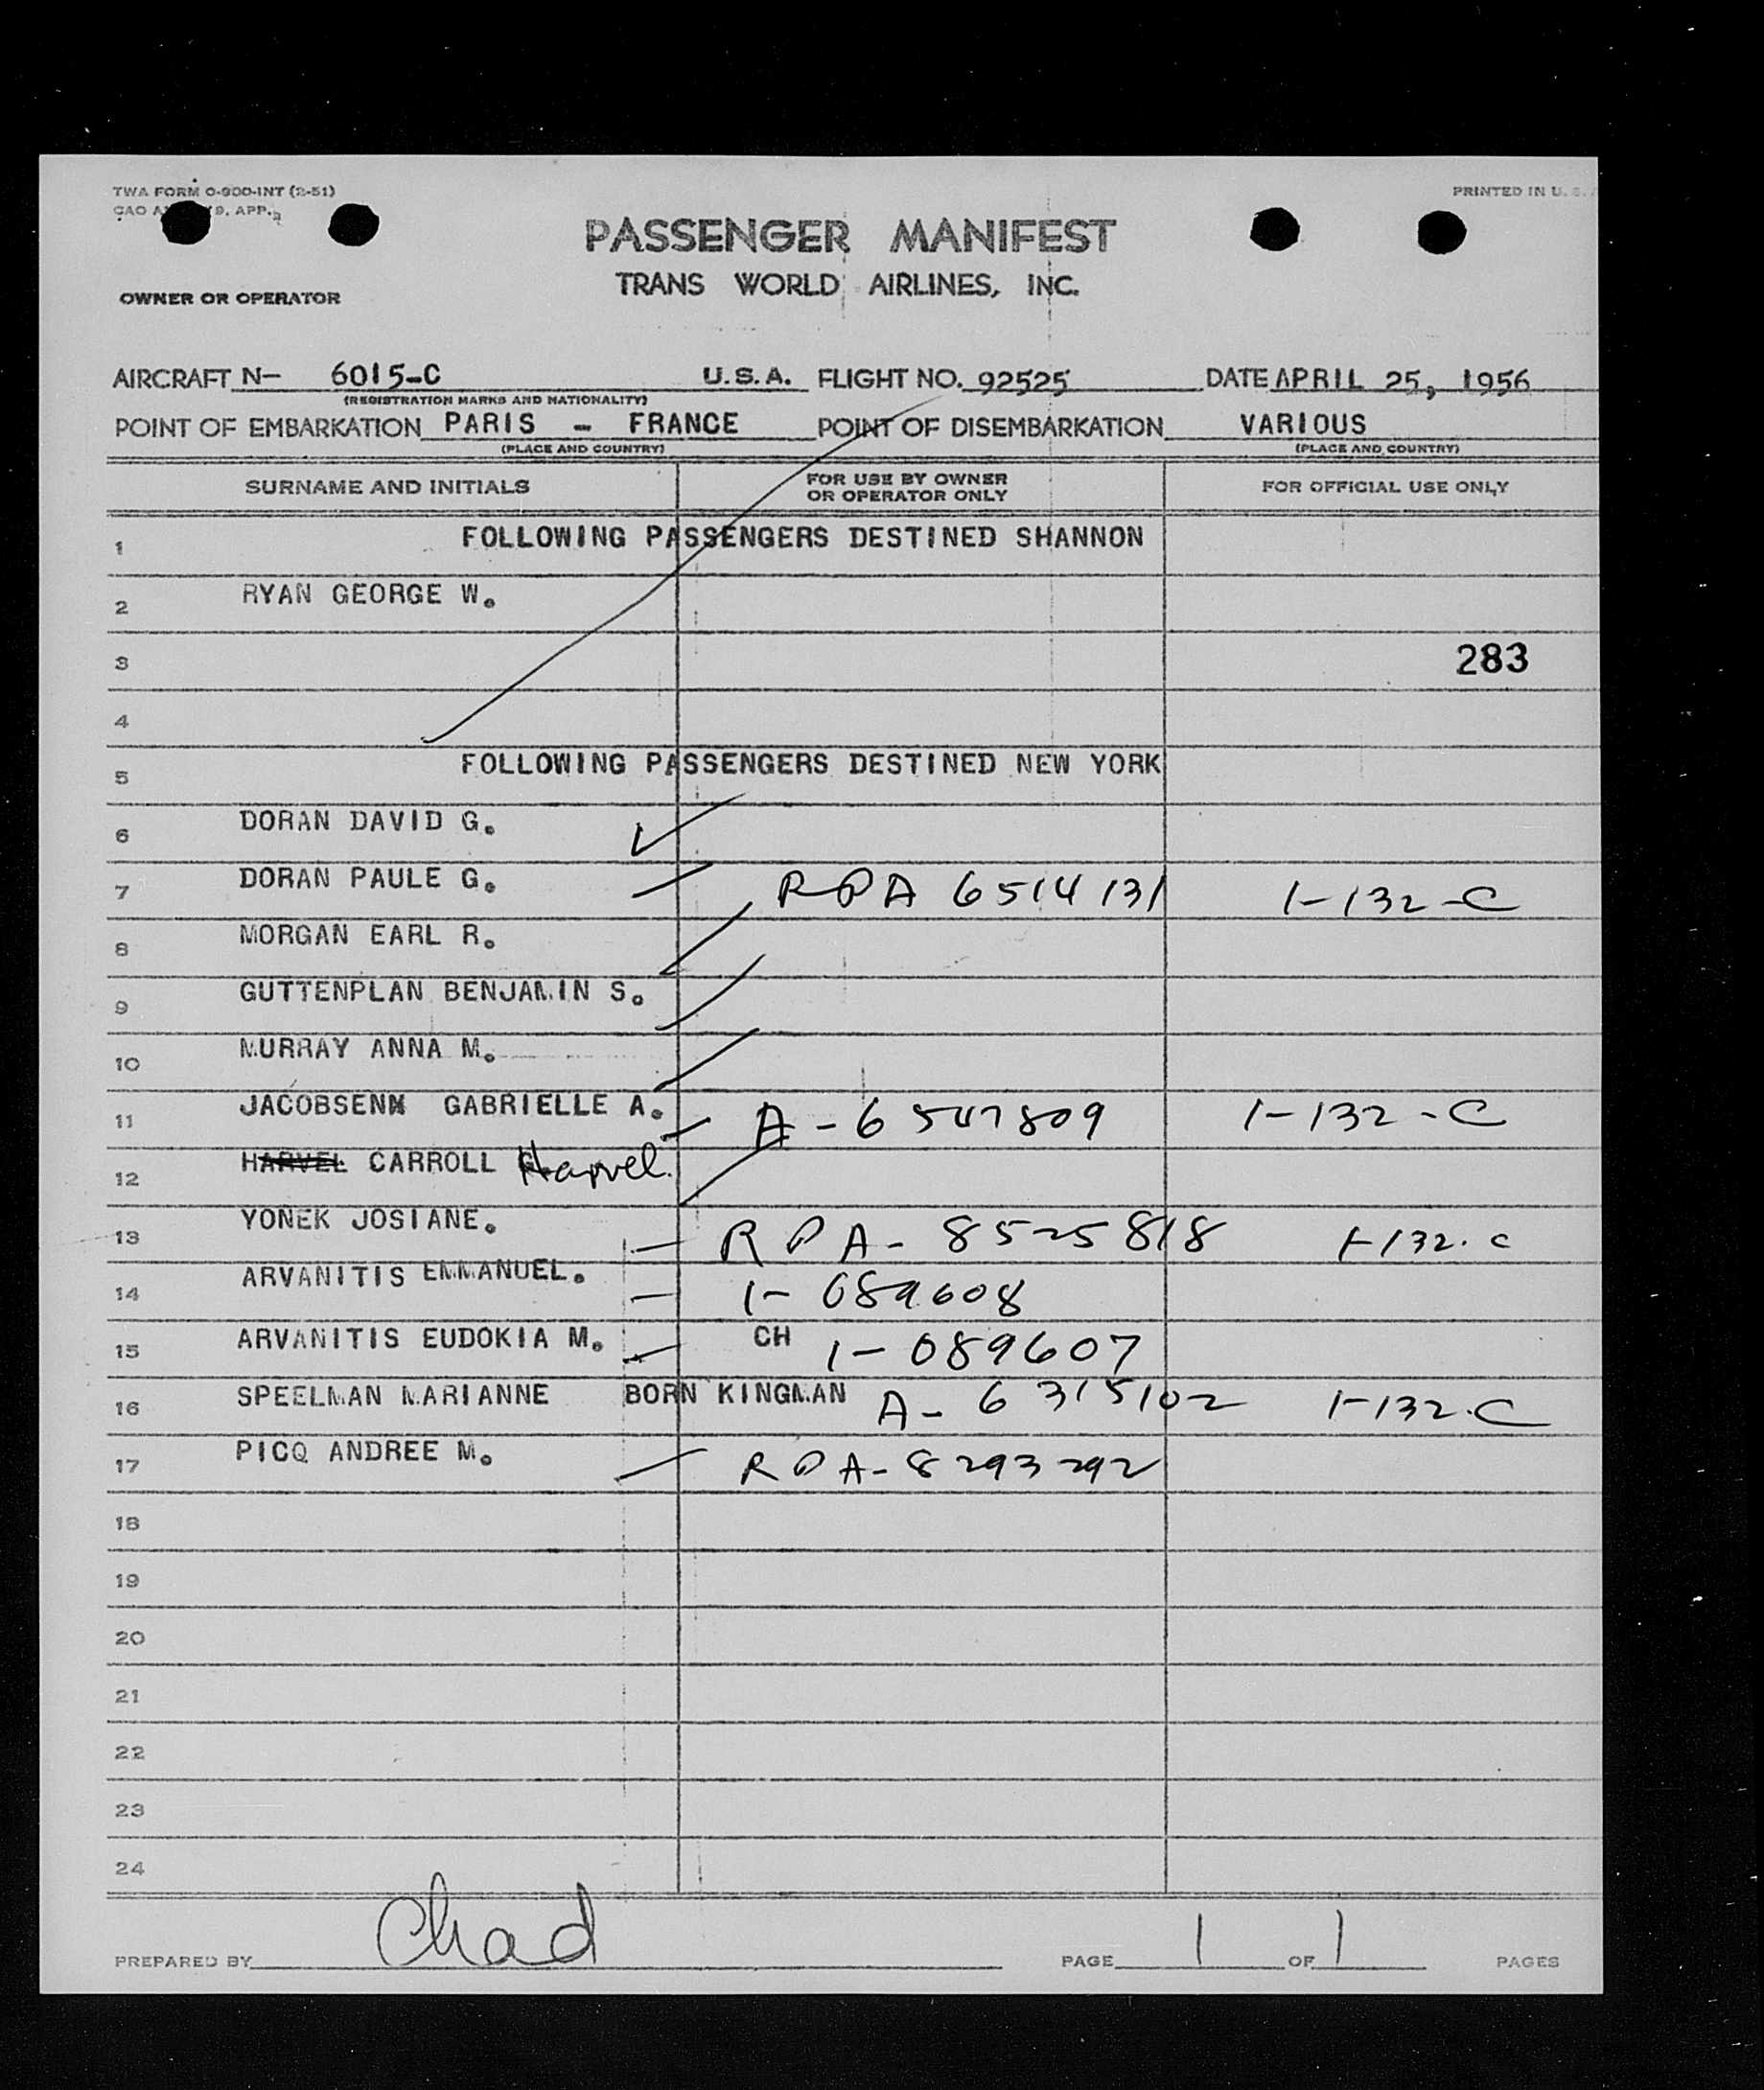 TWA FORM O-900-INT (2-51) PRINTED IN U. S. A
CAO 9, APP.
PASSENGER MANIFEST
TRANS WORLD AIRLINES, INC.
OWNER OR OPERATOR
AIRCRAFT N- 6015-C U.S.A. FLIGHT NO. 92525 DATE APRIL 25, 1956
(REGISTRATION MARKS AND NATIONALITY)
POINT OF EMBARKATION PARIS - FRANCE POINT OF DISEMBARKATION VARIOUS
(PLACE AND COUNTRY) (PLACE AND COUNTRY)
SURNAME AND INITIALS FOR USE BY OWNER OR OPERATOR ONLY FOR OFFICIAL USE ONLY
1 FOLLOWING PASSENGERS DESTINED SHANNON
2 RYAN GEORGE W.
3 283
4
5 FOLLOWING PASSENGERS DESTINED NEW YORK
6 DORAN DAVID G.
7 DORAN PAULE G. RPA 6514131 1-132-C
8 MORGAN EARL R.
9 GUTTENPLAN BENJAMIN S.
10 MURRAY ANNA M.
11 JACOBSENN GABRIELLE A. A-6547809 1-132-C
12 HARVEL CARROLL Harvel.
13 YONEK JOSIANE. RPA-8525818 1-132.C
14 ARVANITIS EMMANUEL. 1-089608
15 ARVANITIS EUDOKIA M. CH 1-089607
16 SPEELMAN MARIANNE BORN KINGMAN A-6315102 1-132.C
17 PICQ ANDREE M. RPA-8293292
18
19
20
21
22
23
24
PREPARED BY Chad PAGE 1 OF 1 PAGES